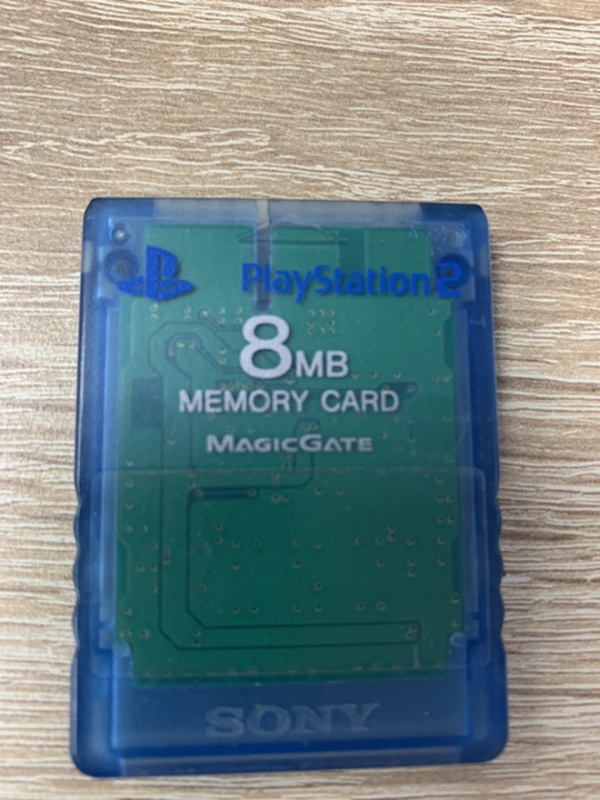 PlayStation 2
8MB
MEMORY CARD
MAGICGATE
SONY